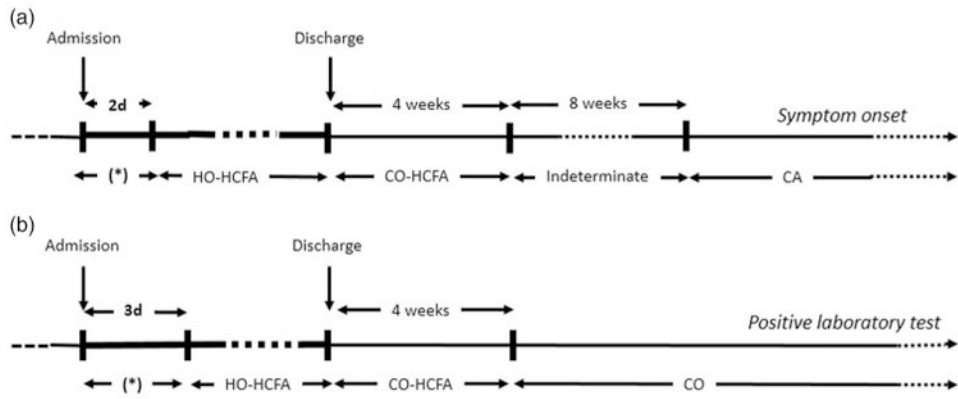 (a)
Admission Discharge
2d 4 weeks 8 weeks
Symptom onset
(*) HO-HCFA CO-HCFA Indeterminate CA
(b)
Admission Discharge
3d 4 weeks
Positive laboratory test
(*) HO-HCFA CO-HCFA CO